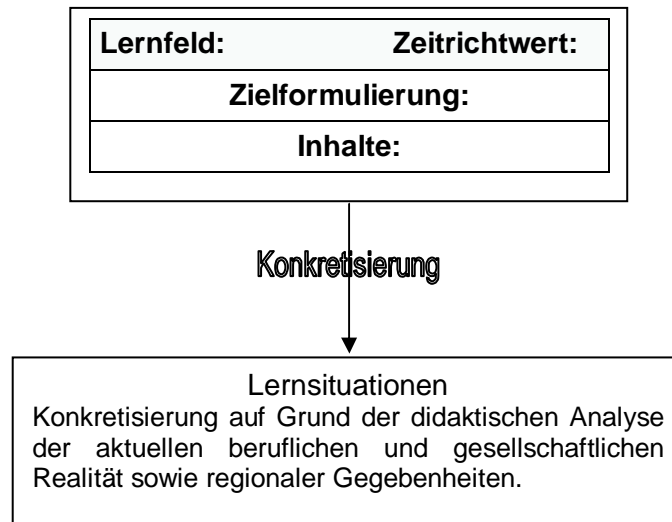 Lernfeld: Zeitrichtwert:
Zielformulierung:
Inhalte:
Konkretisierung
Lernsituationen
Konkretisierung auf Grund der didaktischen Analyse
der aktuellen beruflichen und gesellschaftlichen
Realität sowie regionaler Gegebenheiten.